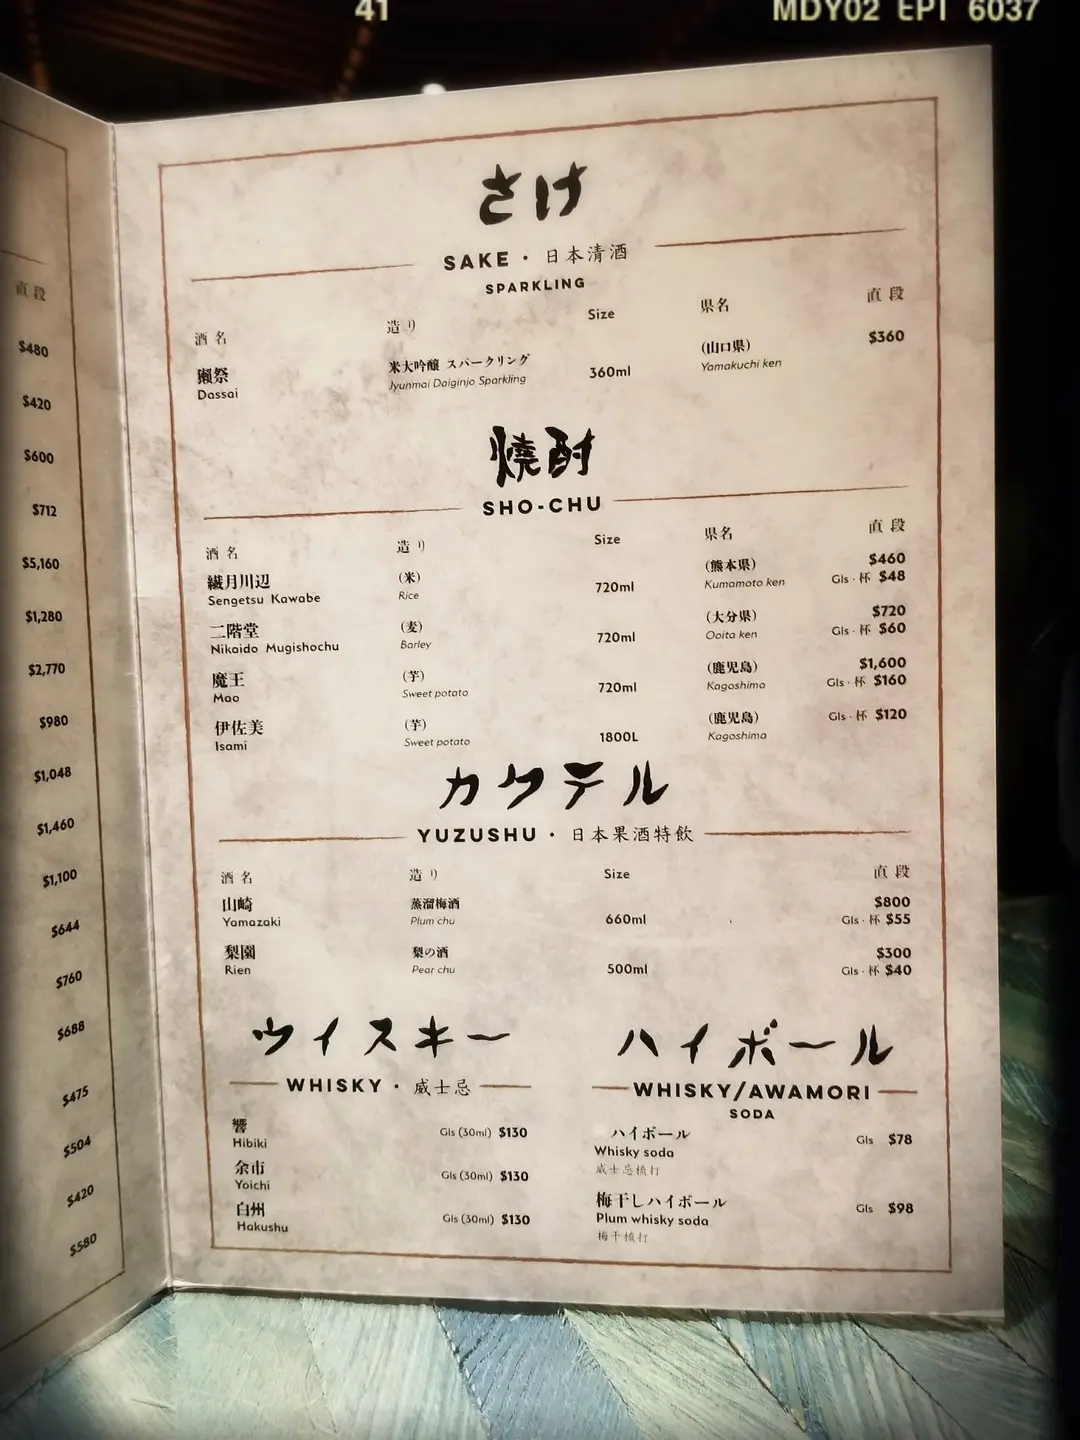 41
MDY02 EPI 6037
直段
$480
$420
$600
$712
$5,160
$1,280
$2,770
$980
$1,048
$1,460
$1,100
$644
$760
$688
$475
$504
$420
$580
さけ
SAKE · 日本清酒
SPARKLING
酒名 造り Size 県名 直段
獺祭 米大吟醸 スパークリング 360ml (山口県) $360
Dassai Jyunmai Daiginjo Sparkling Yamakuchi ken
焼酎
SHO-CHU
酒名 造り Size 県名 直段
繊月川辺 (米) 720ml (熊本県) $460
Sengetsu Kawabe Rice Kumamoto ken Gls · 杯 $48
二階堂 (麦) 720ml (大分県) $720
Nikaido Mugishochu Barley Ooita ken Gls · 杯 $60
魔王 (芋) 720ml (鹿児島) $1,600
Mao Sweet potato Kagoshima Gls · 杯 $160
伊佐美 (芋) 1800L (鹿児島) Gls · 杯 $120
Isami Sweet potato Kagoshima
カクテル
YUZUSHU · 日本果酒特飲
酒名 造り Size 直段
山崎 蒸溜梅酒 660ml $800
Yamazaki Plum chu Gls · 杯 $55
梨園 梨の酒 500ml $300
Rien Pear chu Gls · 杯 $40
ウイスキー
WHISKY · 威士忌
響 Gls (30ml) $130
Hibiki
余市 Gls (30ml) $130
Yoichi
白州 Gls (30ml) $130
Hakushu
ハイボール
WHISKY/AWAMORI
SODA
ハイボール Gls $78
Whisky soda
威士忌梳打
梅干しハイボール Gls $98
Plum whisky soda
梅干梳打